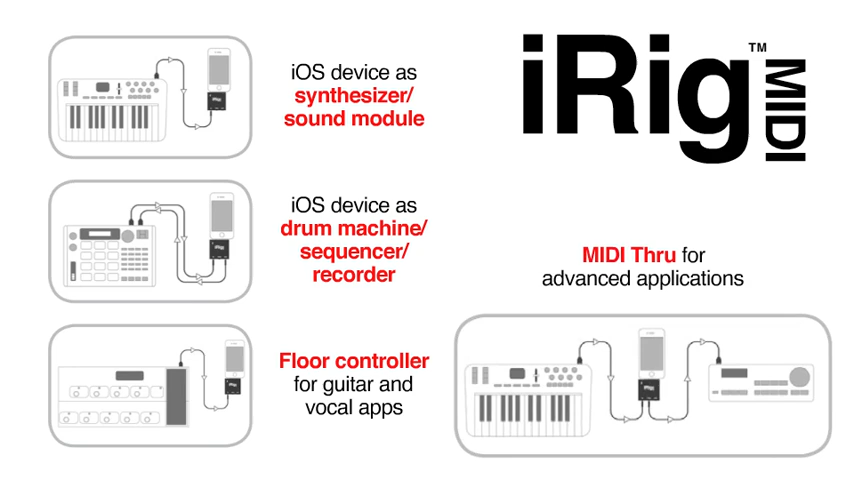 iOS device as
synthesizer/
sound module
iRig™
MIDI
iOS device as
drum machine/
sequencer/
recorder
MIDI Thru for
advanced applications
Floor controller
for guitar and
vocal apps